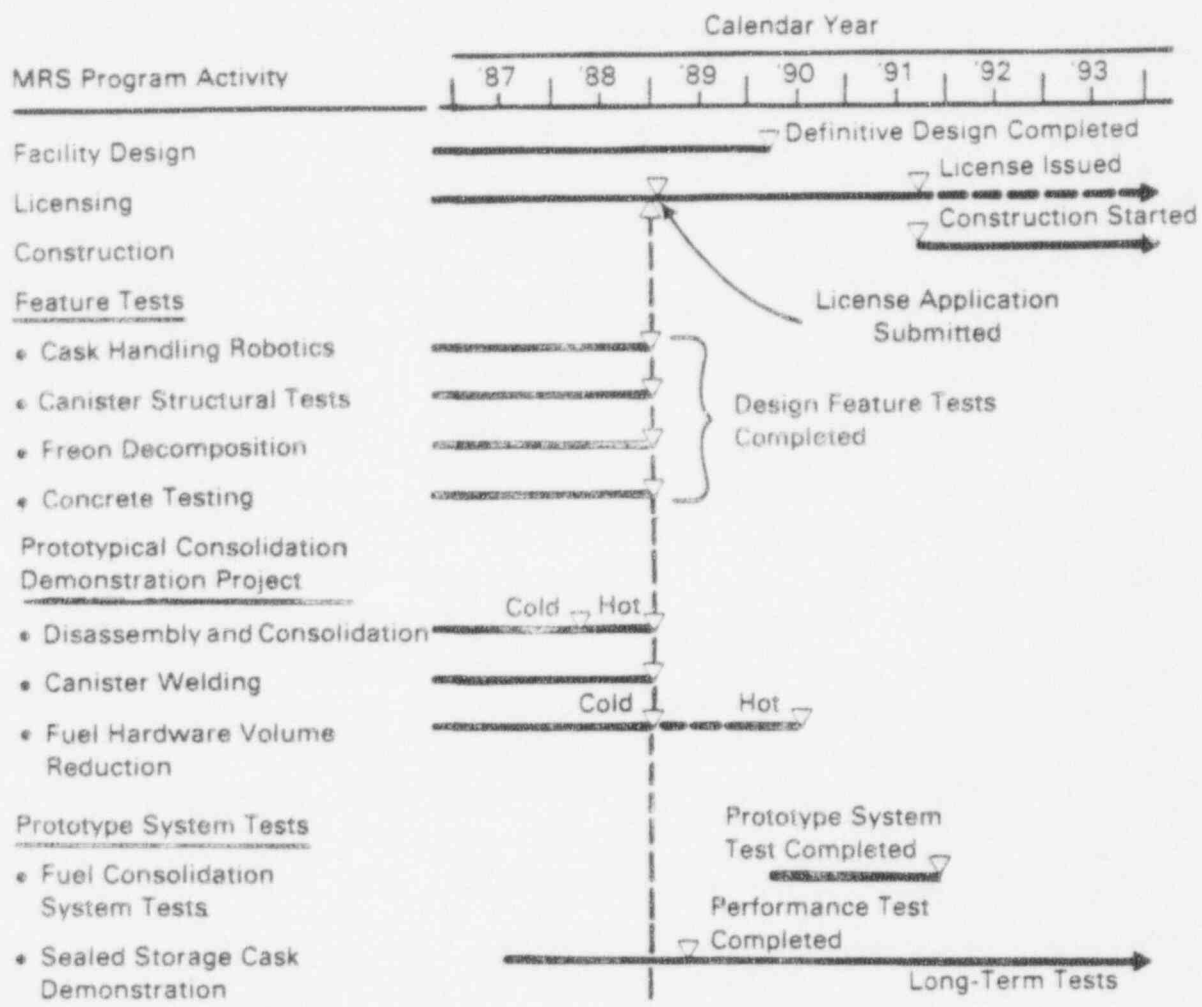 Calendar Year
MRS Program Activity
'87 '88 '89 '90 '91 '92 '93
Facility Design
Definitive Design Completed
Licensing
License Issued
Construction
Construction Started
License Application
Submitted
Feature Tests
• Cask Handling Robotics
• Canister Structural Tests
• Freon Decomposition
• Concrete Testing
Design Feature Tests
Completed
Prototypical Consolidation
Demonstration Project
Cold Hot
• Disassembly and Consolidation
• Canister Welding
Cold Hot
• Fuel Hardware Volume
Reduction
Prototype System Tests
Prototype System
Test Completed
• Fuel Consolidation
System Tests
Performance Test
Completed
• Sealed Storage Cask
Demonstration
Long-Term Tests